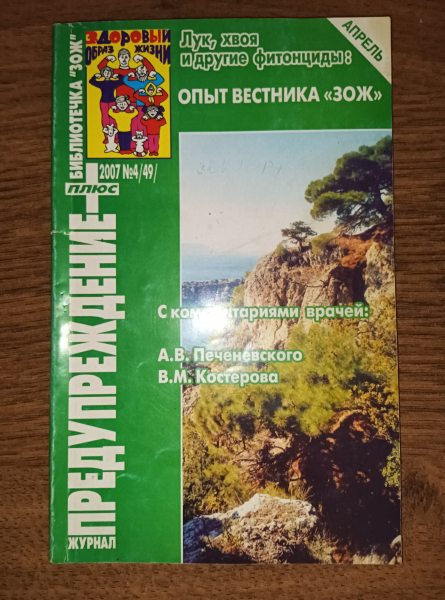 ЗДОРОВЫЙ
ОБРАЗ ЖИЗНИ
Лук, хвоя
и другие фитонциды:
АПРЕЛЬ
ОПЫТ ВЕСТНИКА «ЗОЖ»
БИБЛИОТЕЧКА "ЗОЖ"
2007 №4/49/
ПЛЮС
ЖУРНАЛ
ПРЕДУПРЕЖДЕНИЕ
С комментариями врачей:
А.В. Печеневского
В.М. Костерова